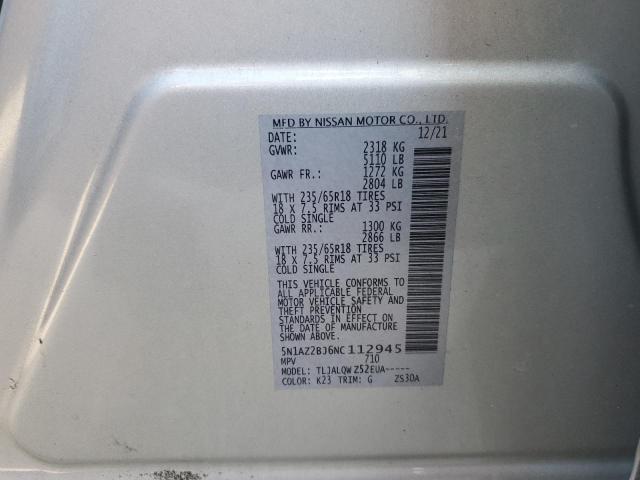 MFD BY NISSAN MOTOR CO., LTD.
DATE: 12/21
GVWR: 2318 KG
5110 LB
GAWR FR.: 1272 KG
2804 LB
WITH 235/65R18 TIRES
18 X 7.5 RIMS AT 33 PSI
COLD SINGLE
GAWR RR.: 1300 KG
2866 LB
WITH 235/65R18 TIRES
18 X 7.5 RIMS AT 33 PSI
COLD SINGLE
THIS VEHICLE CONFORMS TO
ALL APPLICABLE FEDERAL
MOTOR VEHICLE SAFETY AND
THEFT PREVENTION
STANDARDS IN EFFECT ON
THE DATE OF MANUFACTURE
SHOWN ABOVE.
5N1AZ2BJ6NC112945
MPV 710
MODEL: TLJALQWZ52EUA-----
COLOR: K23 TRIM: G ZS30A